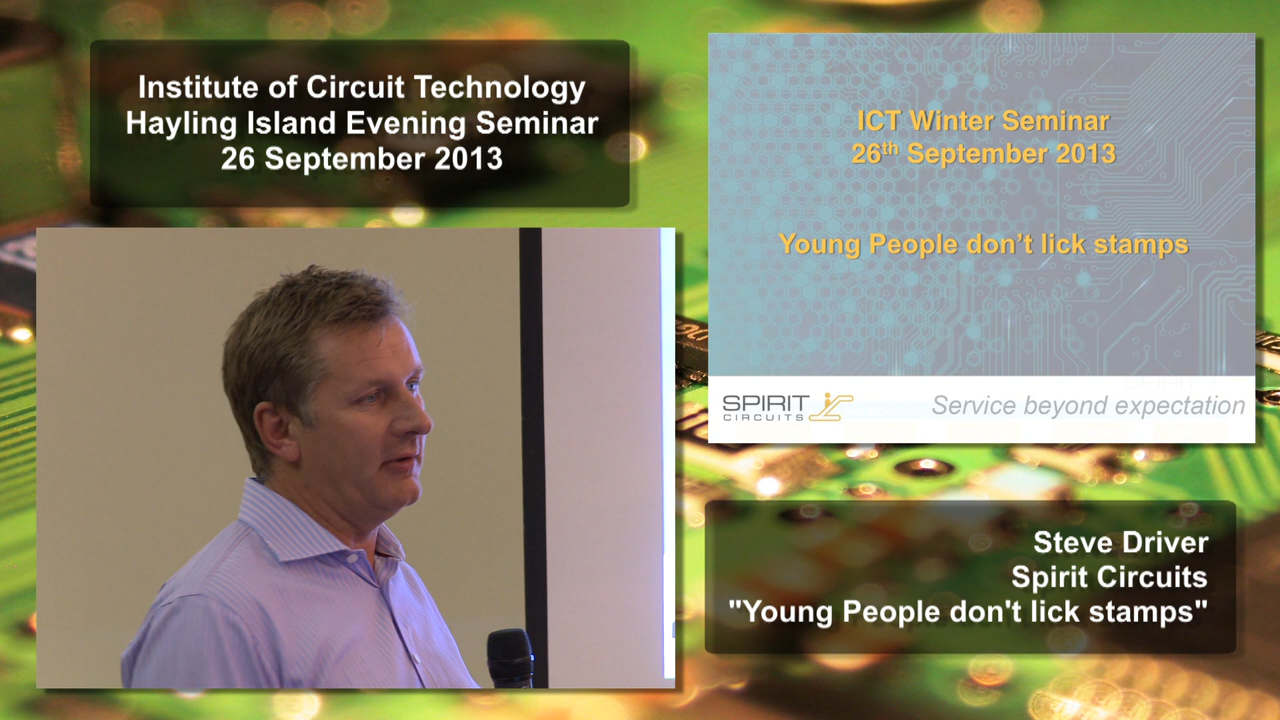 Institute of Circuit Technology
Hayling Island Evening Seminar
26 September 2013
ICT Winter Seminar
26th September 2013
Young People don’t lick stamps
SPIRIT
CIRCUITS
Service beyond expectation
Steve Driver
Spirit Circuits
"Young People don't lick stamps"